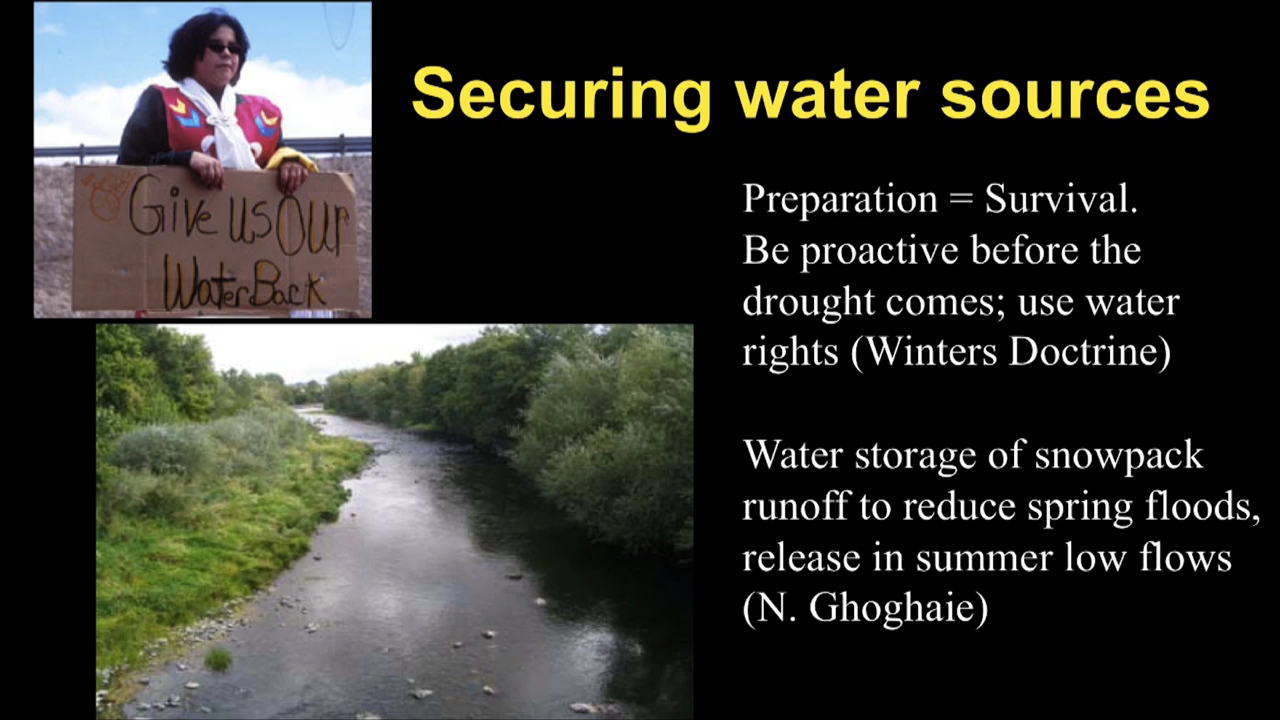 Securing water sources
Give us our
Water Back
Preparation = Survival.
Be proactive before the
drought comes; use water
rights (Winters Doctrine)
Water storage of snowpack
runoff to reduce spring floods,
release in summer low flows
(N. Ghoghaie)